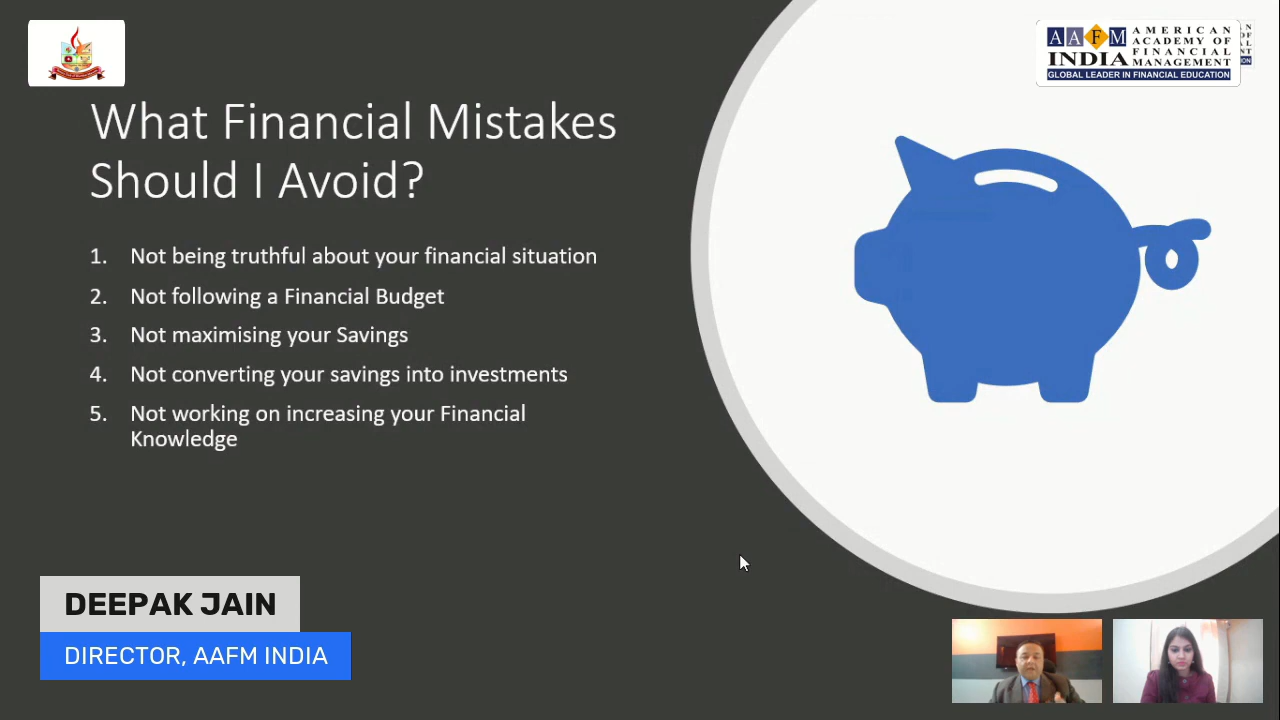 AAFM
INDIA
AMERICAN
ACADEMY OF
FINANCIAL
MANAGEMENT
GLOBAL LEADER IN FINANCIAL EDUCATION
What Financial Mistakes
Should I Avoid?
1. Not being truthful about your financial situation
2. Not following a Financial Budget
3. Not maximising your Savings
4. Not converting your savings into investments
5. Not working on increasing your Financial
Knowledge
DEEPAK JAIN
DIRECTOR, AAFM INDIA